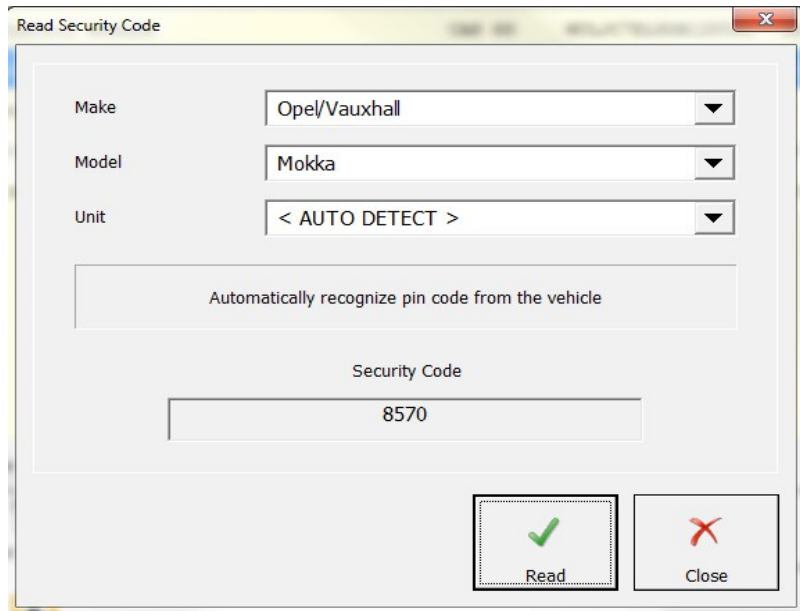 Read Security Code
Make
Opel/Vauxhall
Model
Mokka
Unit
< AUTO DETECT >
Automatically recognize pin code from the vehicle
Security Code
8570
Read
Close